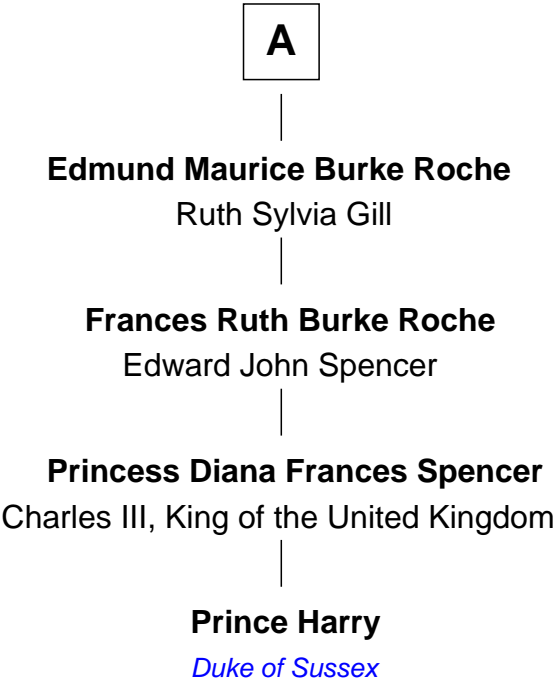 A
Edmund Maurice Burke Roche
Ruth Sylvia Gill
Frances Ruth Burke Roche
Edward John Spencer
Princess Diana Frances Spencer
Charles III, King of the United Kingdom
Prince Harry
Duke of Sussex